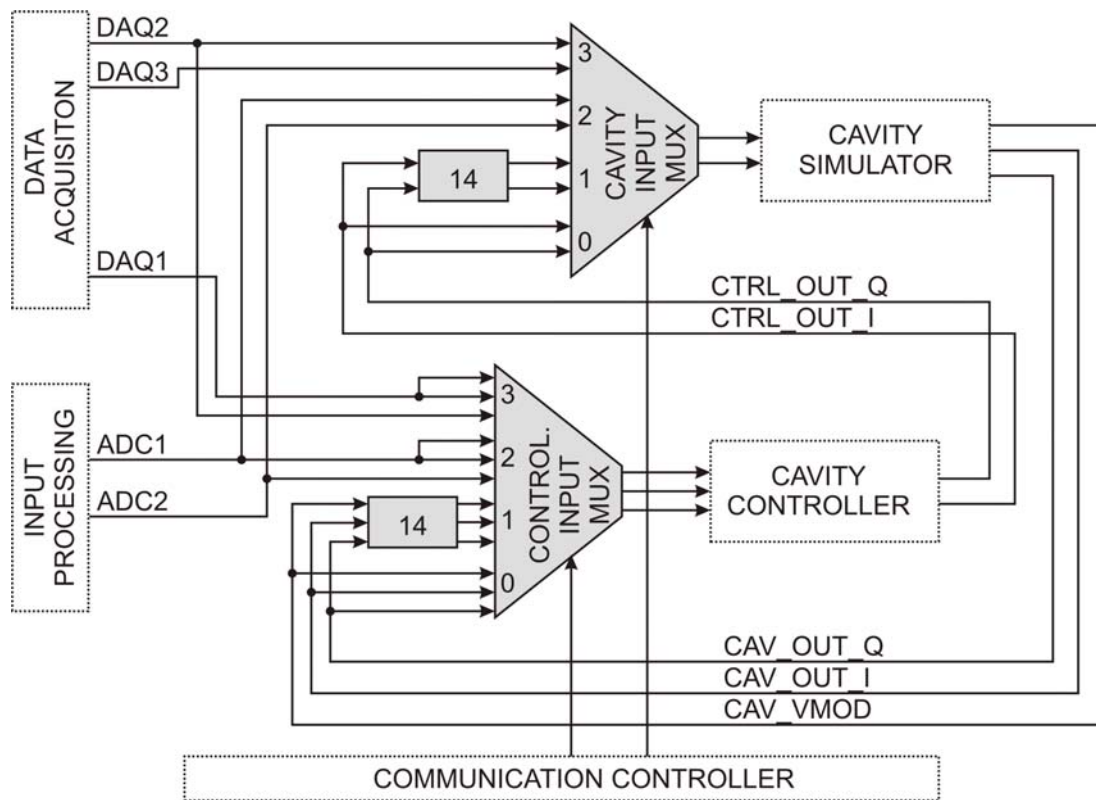 DATA
ACQUISITON
DAQ2
DAQ3
DAQ1
3
2
1
0
CAVITY
INPUT
MUX
14
CAVITY
SIMULATOR
CTRL_OUT_Q
CTRL_OUT_I
INPUT
PROCESSING
ADC1
ADC2
3
2
1
0
CONTROL.
INPUT
MUX
14
CAVITY
CONTROLLER
CAV_OUT_Q
CAV_OUT_I
CAV_VMOD
COMMUNICATION CONTROLLER